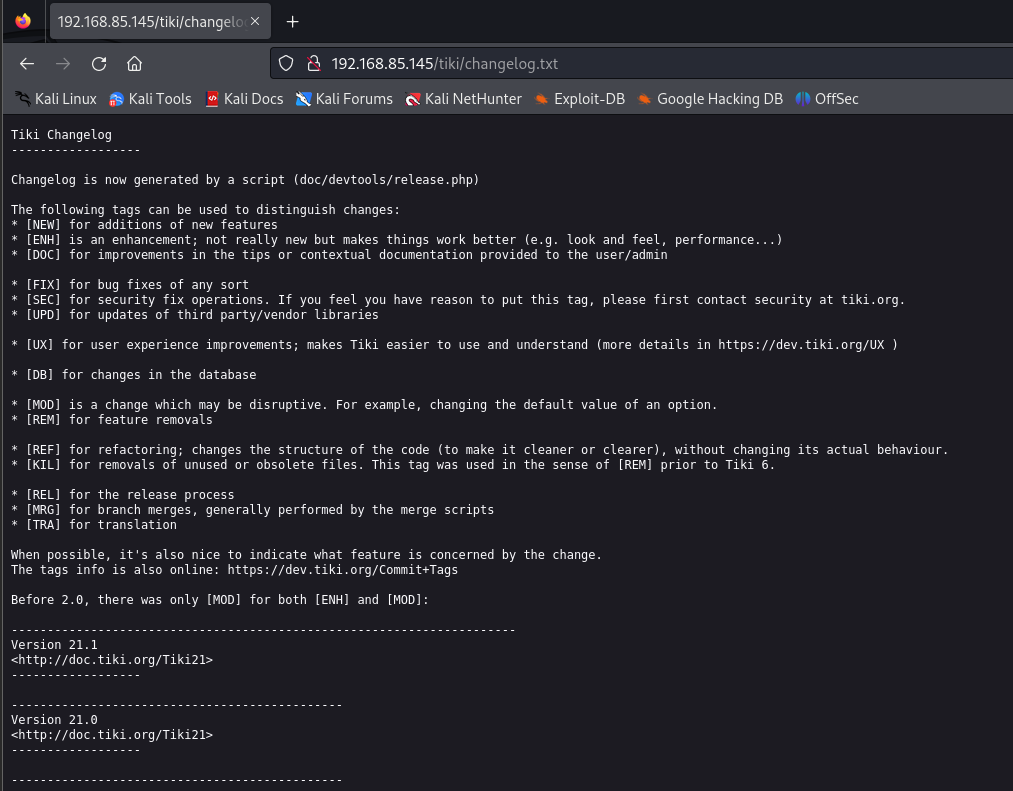 192.168.85.145/tiki/changelo
192.168.85.145/tiki/changelog.txt
Kali Linux Kali Tools Kali Docs Kali Forums Kali NetHunter Exploit-DB Google Hacking DB OffSec
Tiki Changelog
------------------
Changelog is now generated by a script (doc/devtools/release.php)
The following tags can be used to distinguish changes:
* [NEW] for additions of new features
* [ENH] is an enhancement; not really new but makes things work better (e.g. look and feel, performance...)
* [DOC] for improvements in the tips or contextual documentation provided to the user/admin
* [FIX] for bug fixes of any sort
* [SEC] for security fix operations. If you feel you have reason to put this tag, please first contact security at tiki.org.
* [UPD] for updates of third party/vendor libraries
* [UX] for user experience improvements; makes Tiki easier to use and understand (more details in https://dev.tiki.org/UX )
* [DB] for changes in the database
* [MOD] is a change which may be disruptive. For example, changing the default value of an option.
* [REM] for feature removals
* [REF] for refactoring; changes the structure of the code (to make it cleaner or clearer), without changing its actual behaviour.
* [KIL] for removals of unused or obsolete files. This tag was used in the sense of [REM] prior to Tiki 6.
* [REL] for the release process
* [MRG] for branch merges, generally performed by the merge scripts
* [TRA] for translation
When possible, it's also nice to indicate what feature is concerned by the change.
The tags info is also online: https://dev.tiki.org/Commit+Tags
Before 2.0, there was only [MOD] for both [ENH] and [MOD]:
----------------------------------------------------------------------
Version 21.1
<http://doc.tiki.org/Tiki21>
------------------
----------------------------------------------
Version 21.0
<http://doc.tiki.org/Tiki21>
------------------
----------------------------------------------